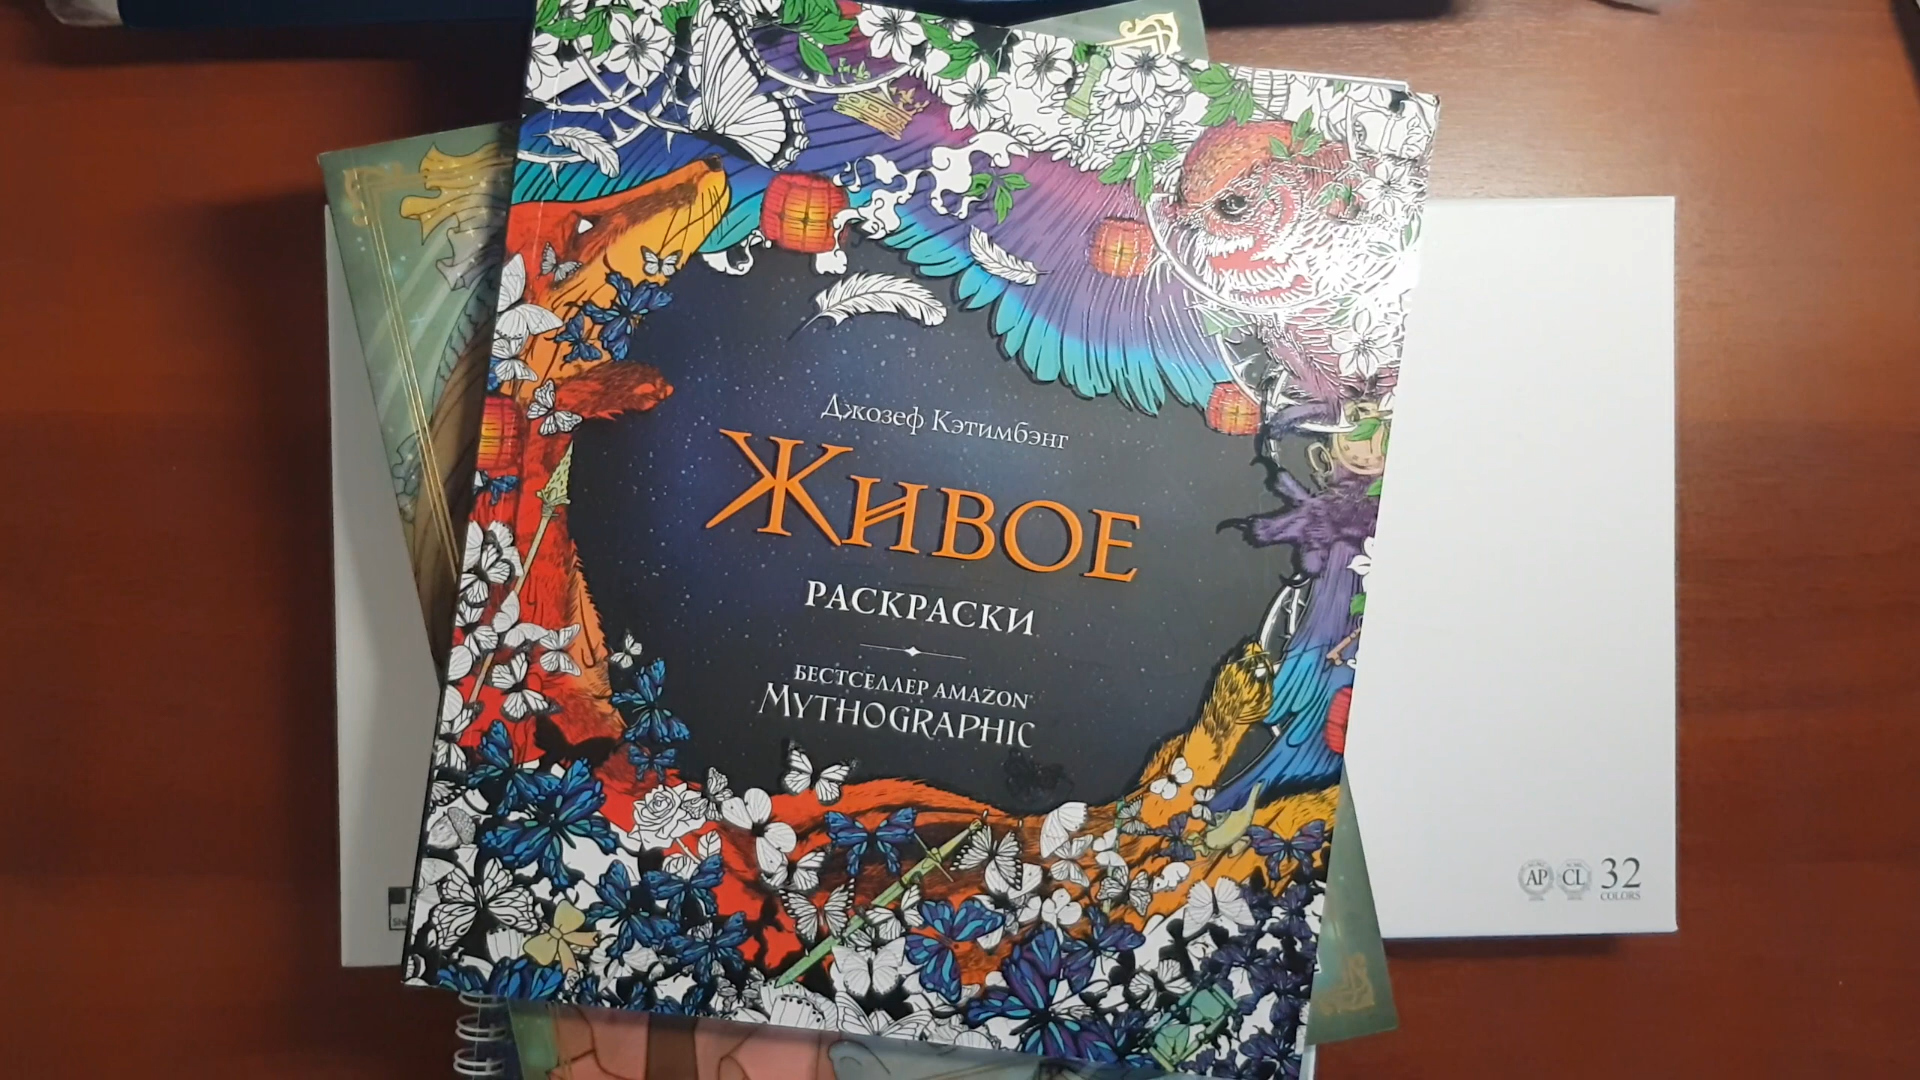 Джозеф Кэтимбэнг
Живое
раскраски
бестселлер Amazon
Mythographic
AP CL 32
COLORS